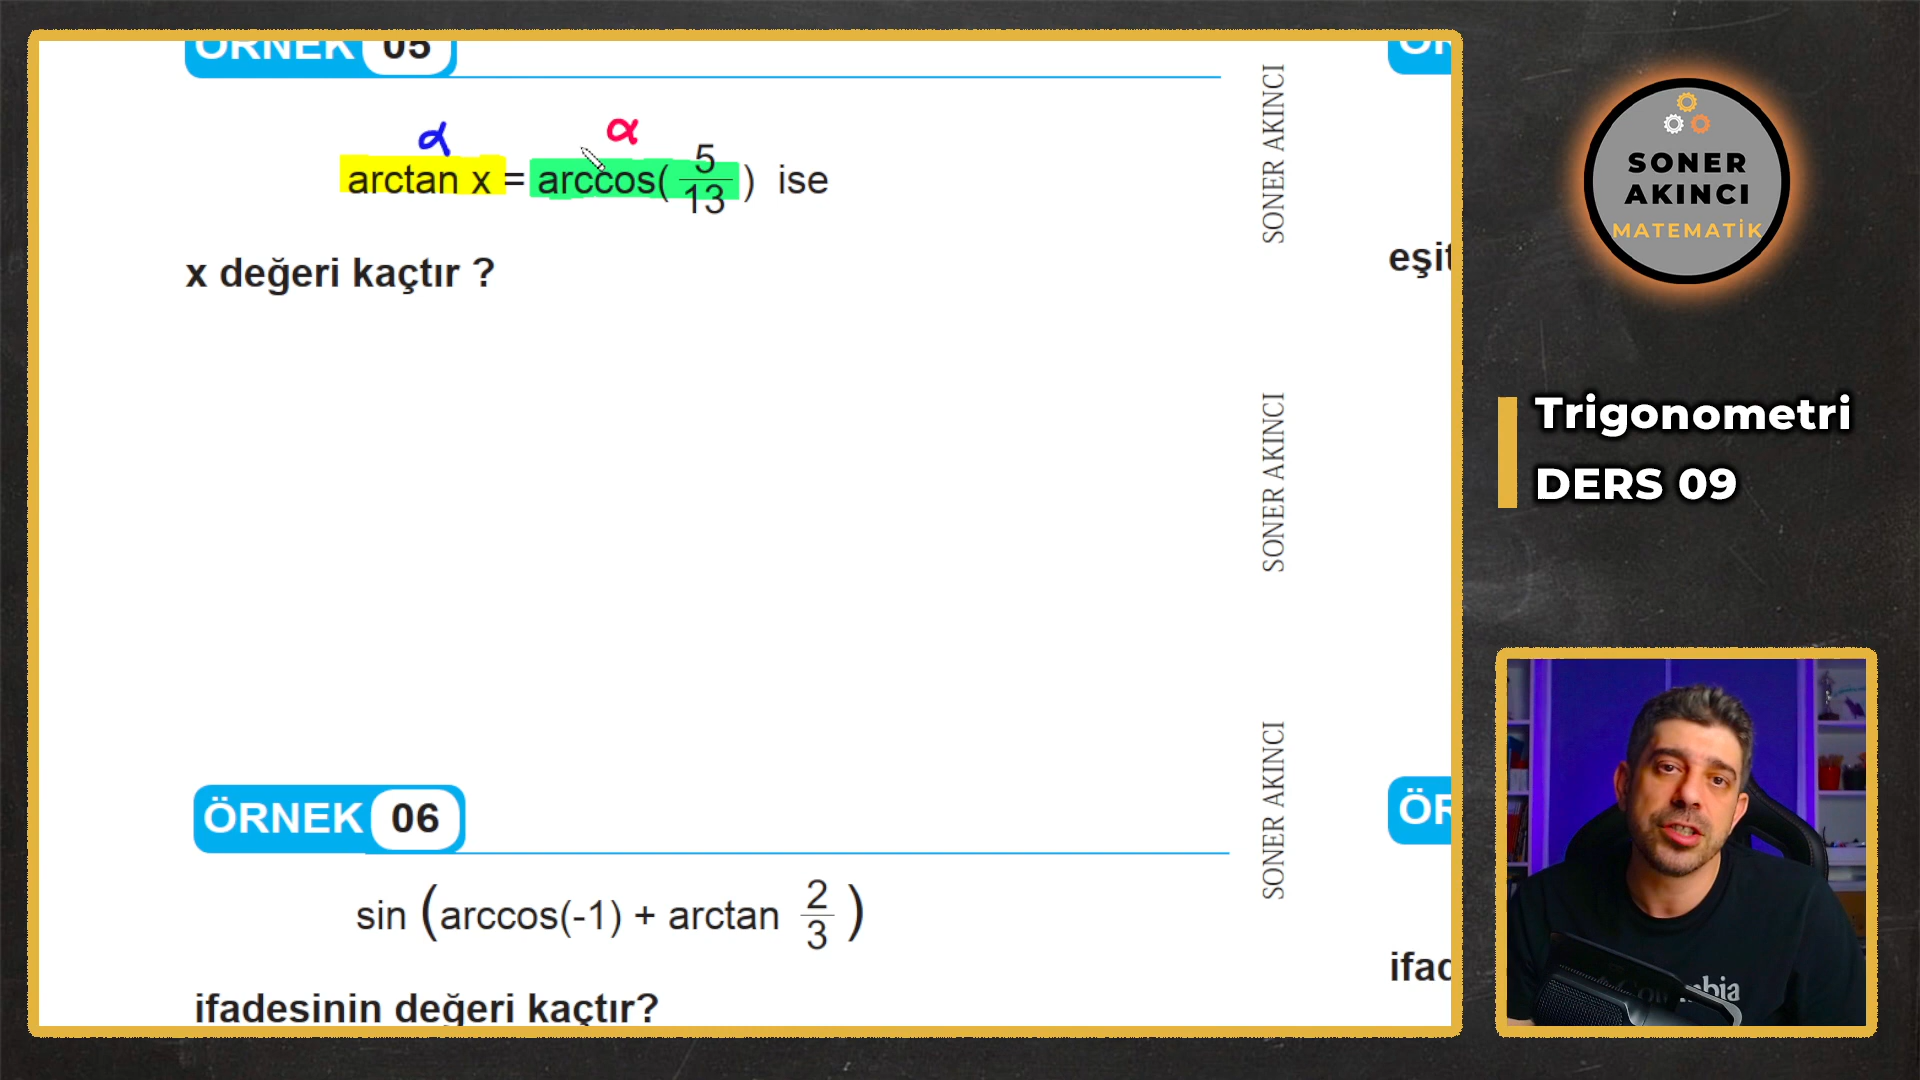 ÖRNEK 05
α α
arctan x = arccos( 5/13 ) ise
x değeri kaçtır ?
ÖRNEK 06
sin (arccos(-1) + arctan 2/3 )
ifadesinin değeri kaçtır?
SONER AKINCI
SONER AKINCI
SONER AKINCI
eşit
ÖR
ifad
SONER
AKINCI
MATEMATİK
Trigonometri
DERS 09